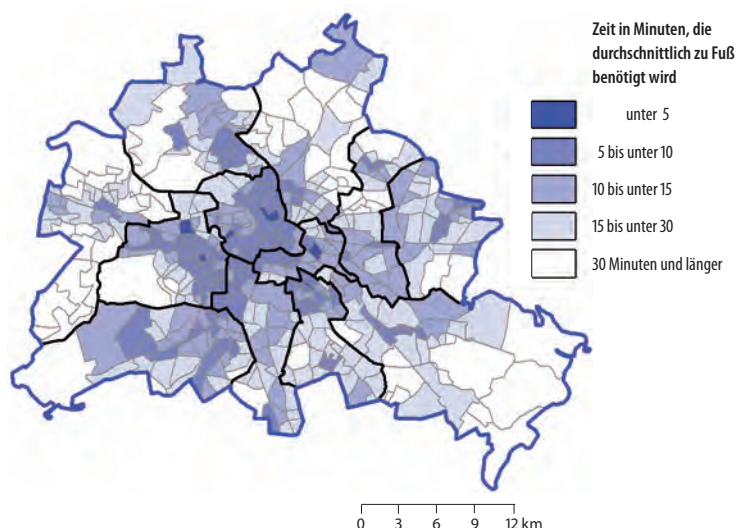 Zeit in Minuten, die
durchschnittlich zu Fuß
benötigt wird
unter 5
5 bis unter 10
10 bis unter 15
15 bis unter 30
30 Minuten und länger
0 3 6 9 12 km